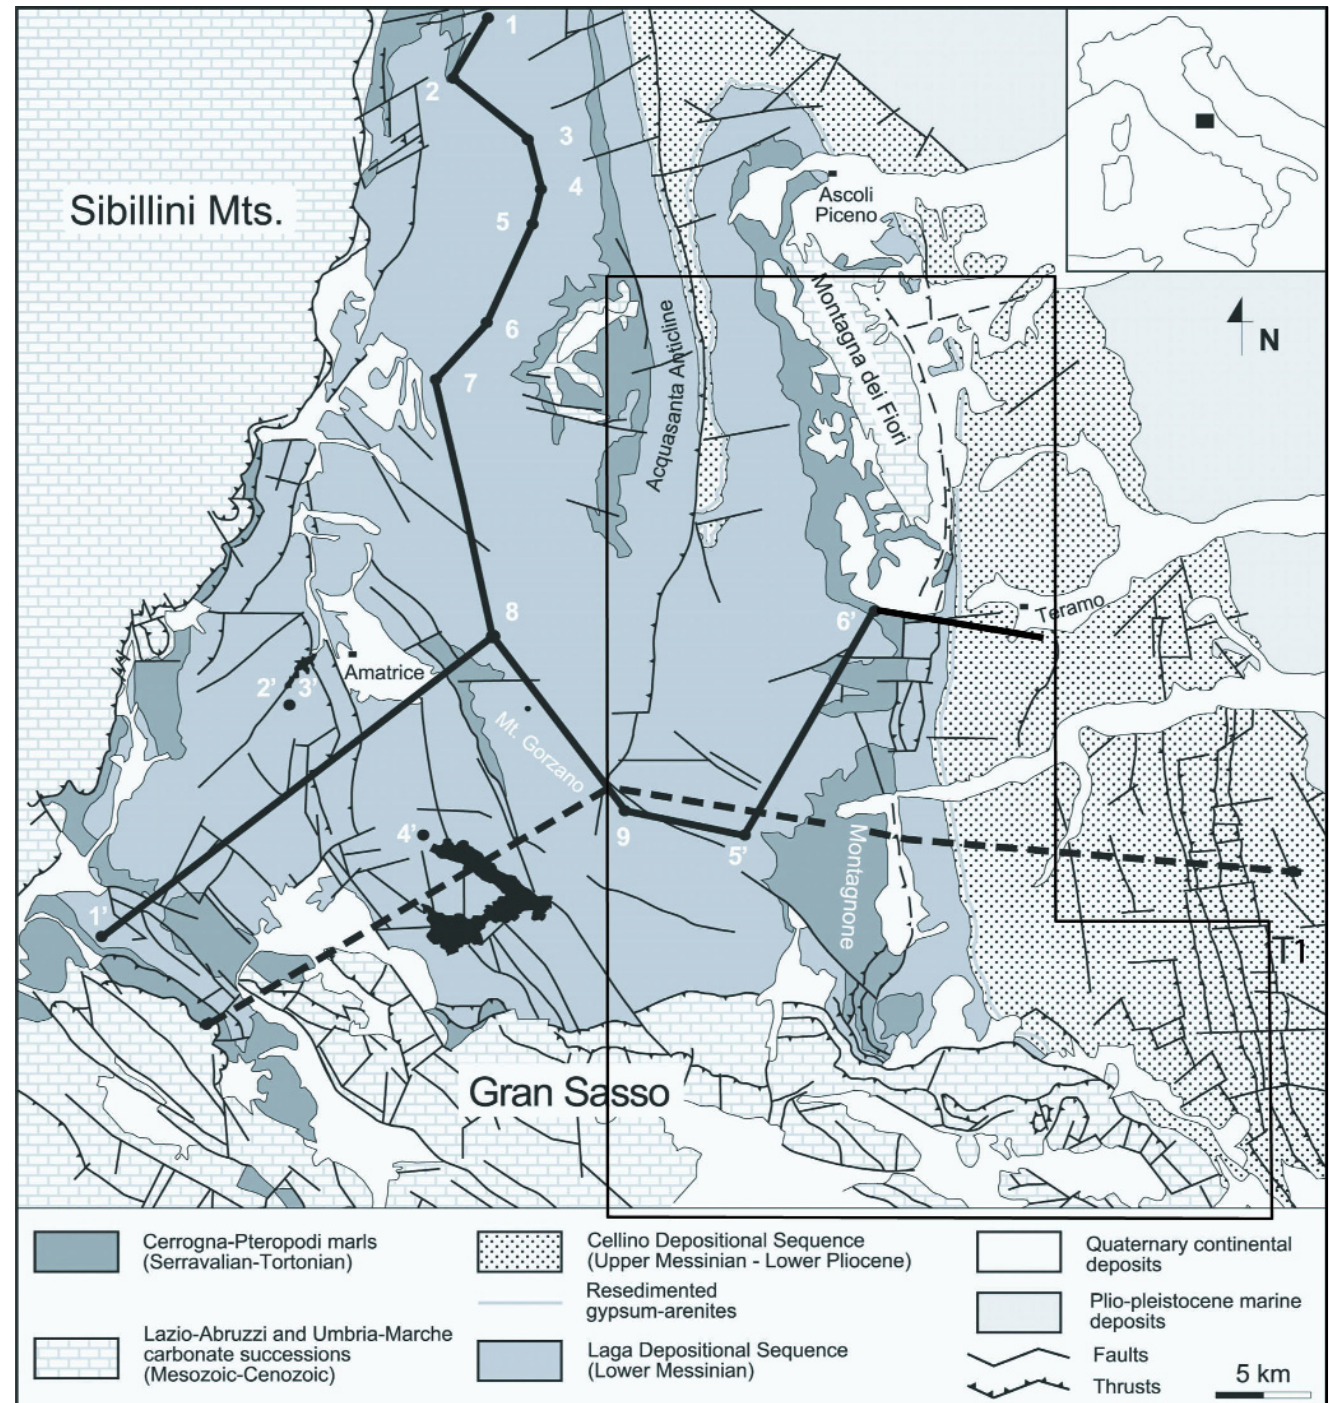 1
2
3
4
5
6
7
8
9
1’
2’
3’
4’
5’
6’
Sibillini Mts.
Ascoli
Piceno
Acquasanta Anticline
Montagna dei Fiori
N
Teramo
Amatrice
Mt. Gorzano
Montagnone
T1
Gran Sasso
Cerrogna-Pteropodi marls
(Serravalian-Tortonian)
Lazio-Abruzzi and Umbria-Marche
carbonate successions
(Mesozoic-Cenozoic)
Cellino Depositional Sequence
(Upper Messinian - Lower Pliocene)
Resedimented
gypsum-arenites
Laga Depositional Sequence
(Lower Messinian)
Quaternary continental
deposits
Plio-pleistocene marine
deposits
Faults
Thrusts
5 km